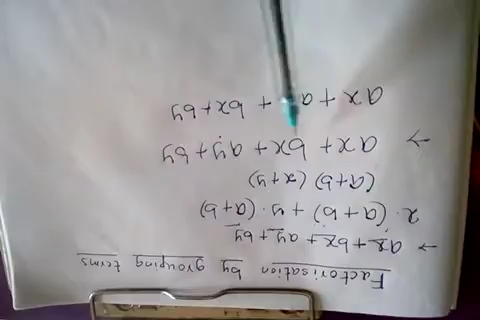 Factorisation by grouping terms
→ ax + bx + ay + by
x · (a+b) + y · (a+b)
(a+b) (x+y)
→ ax + bx + ay + by
ax + a + bx + by